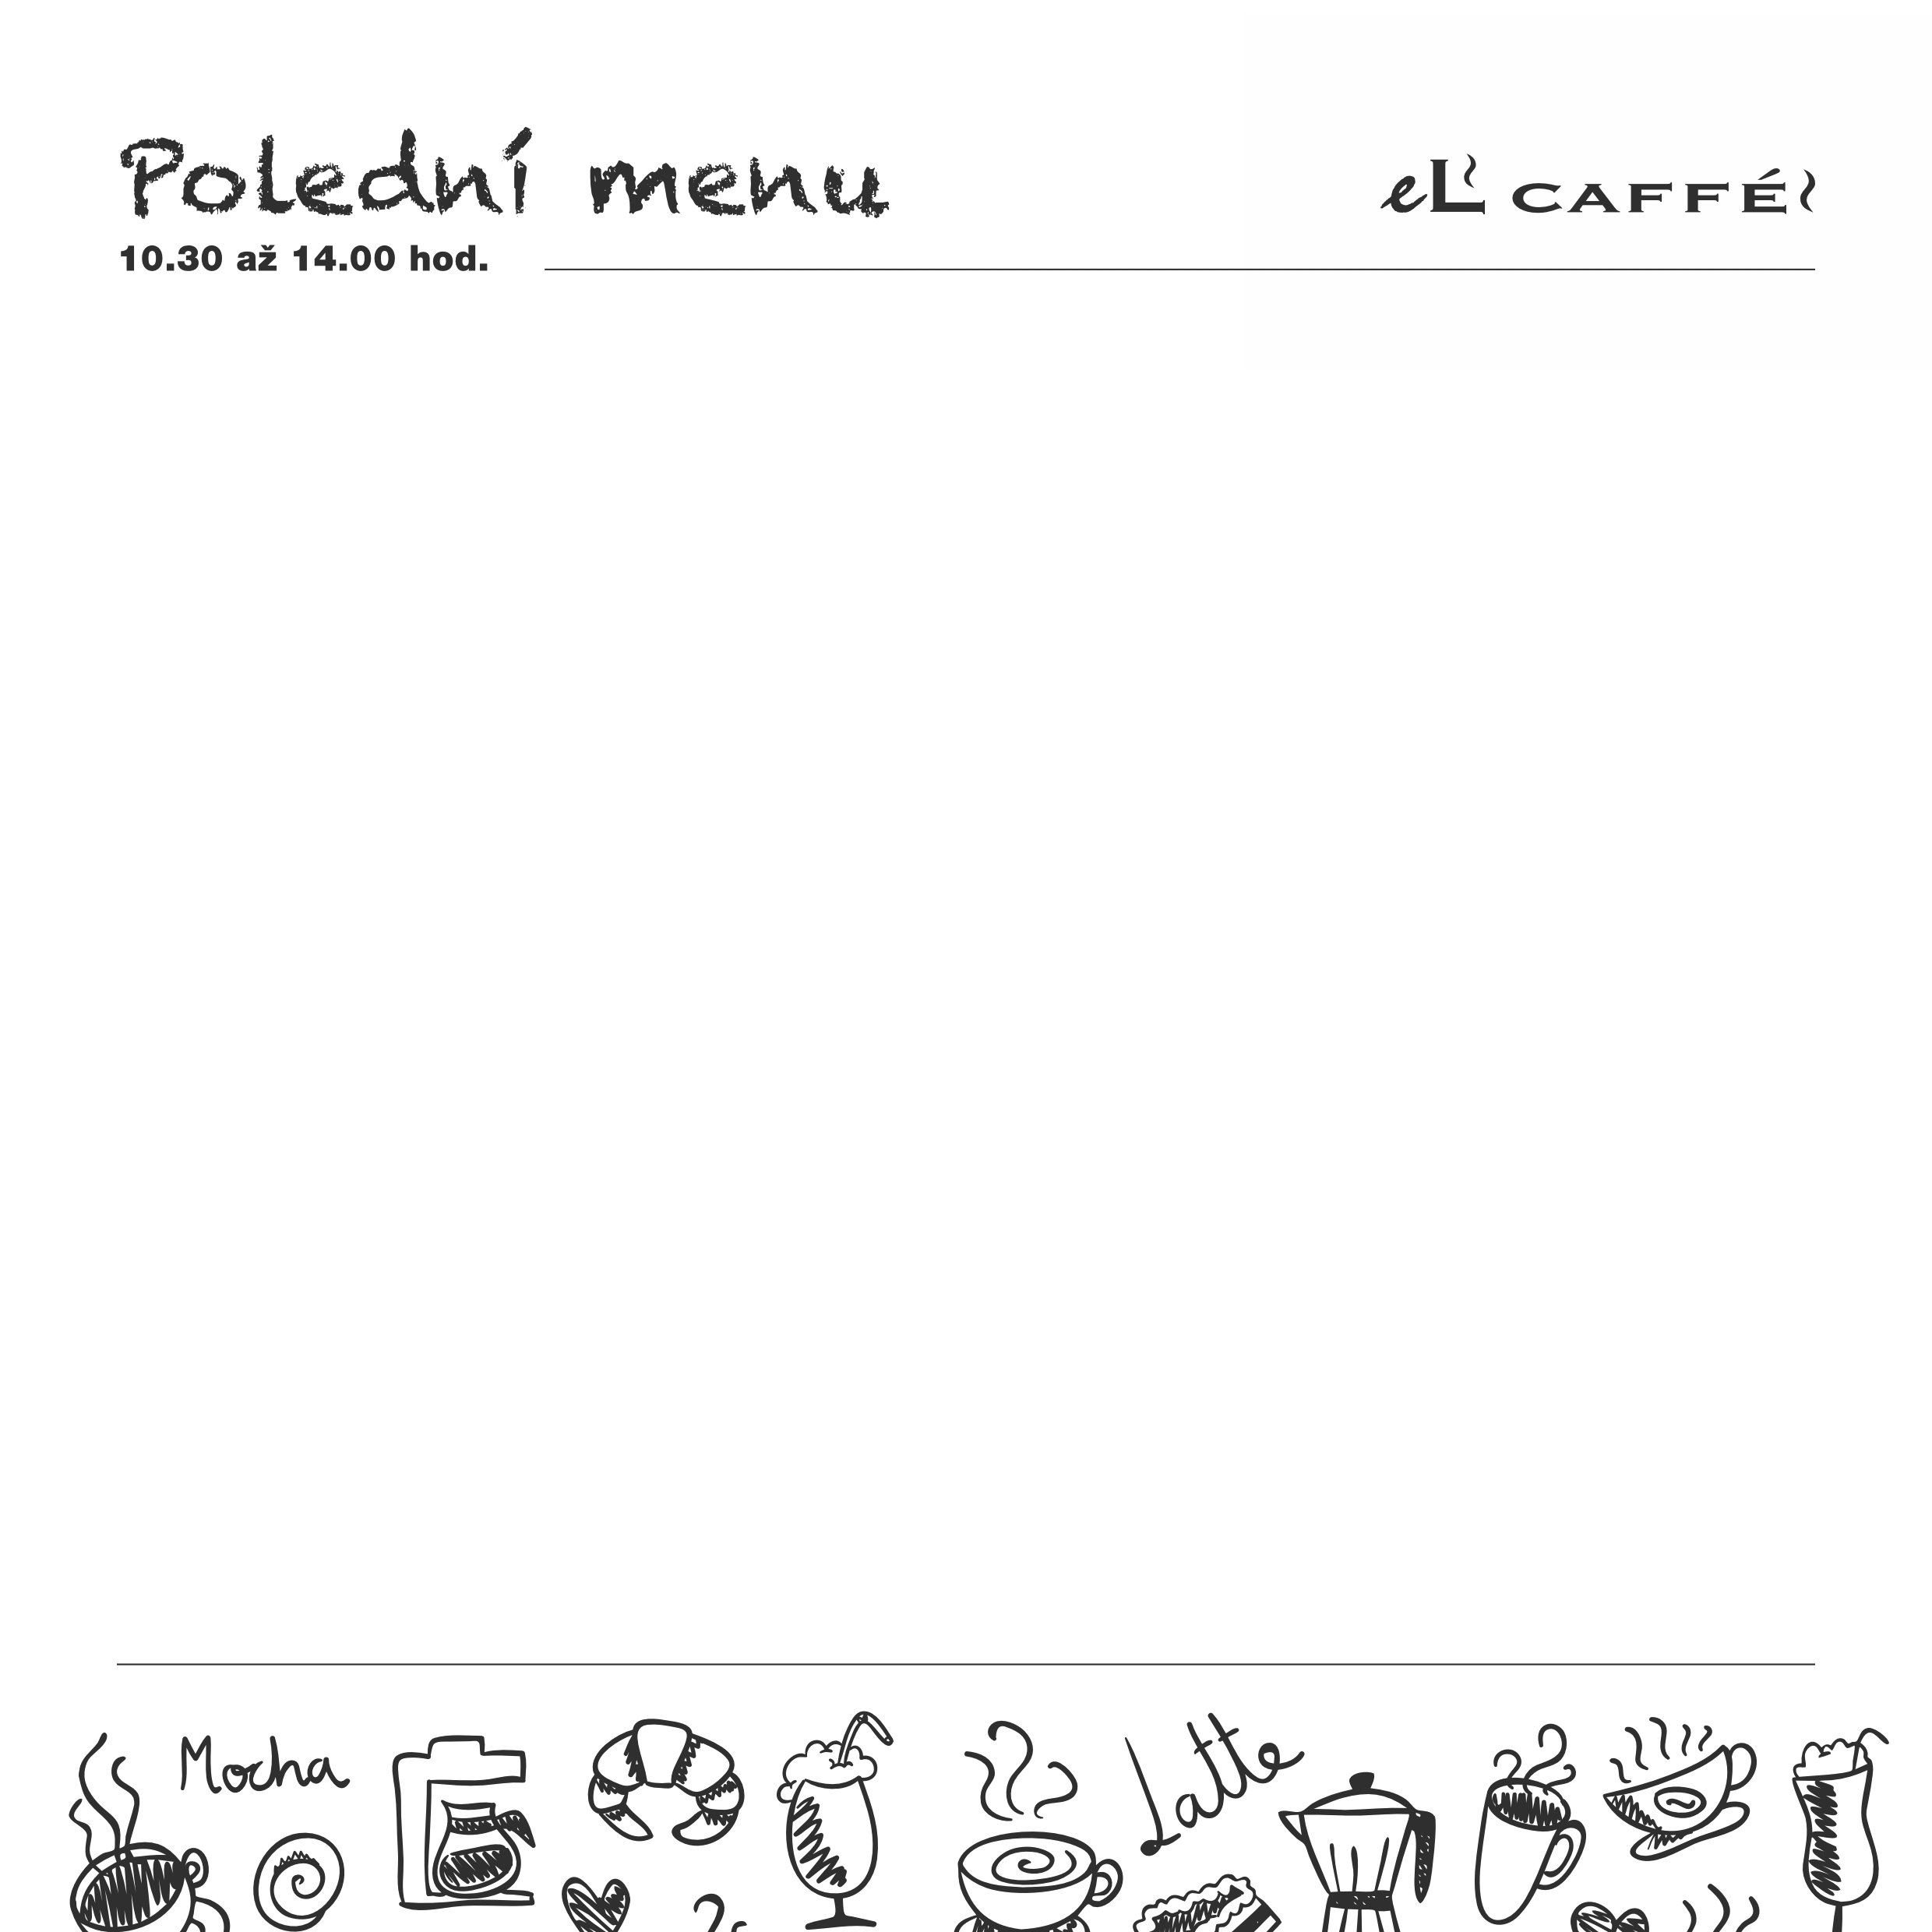 Polední menu
eL CAFFÉ
10.30 až 14.00 hod.
Mocha
Latte